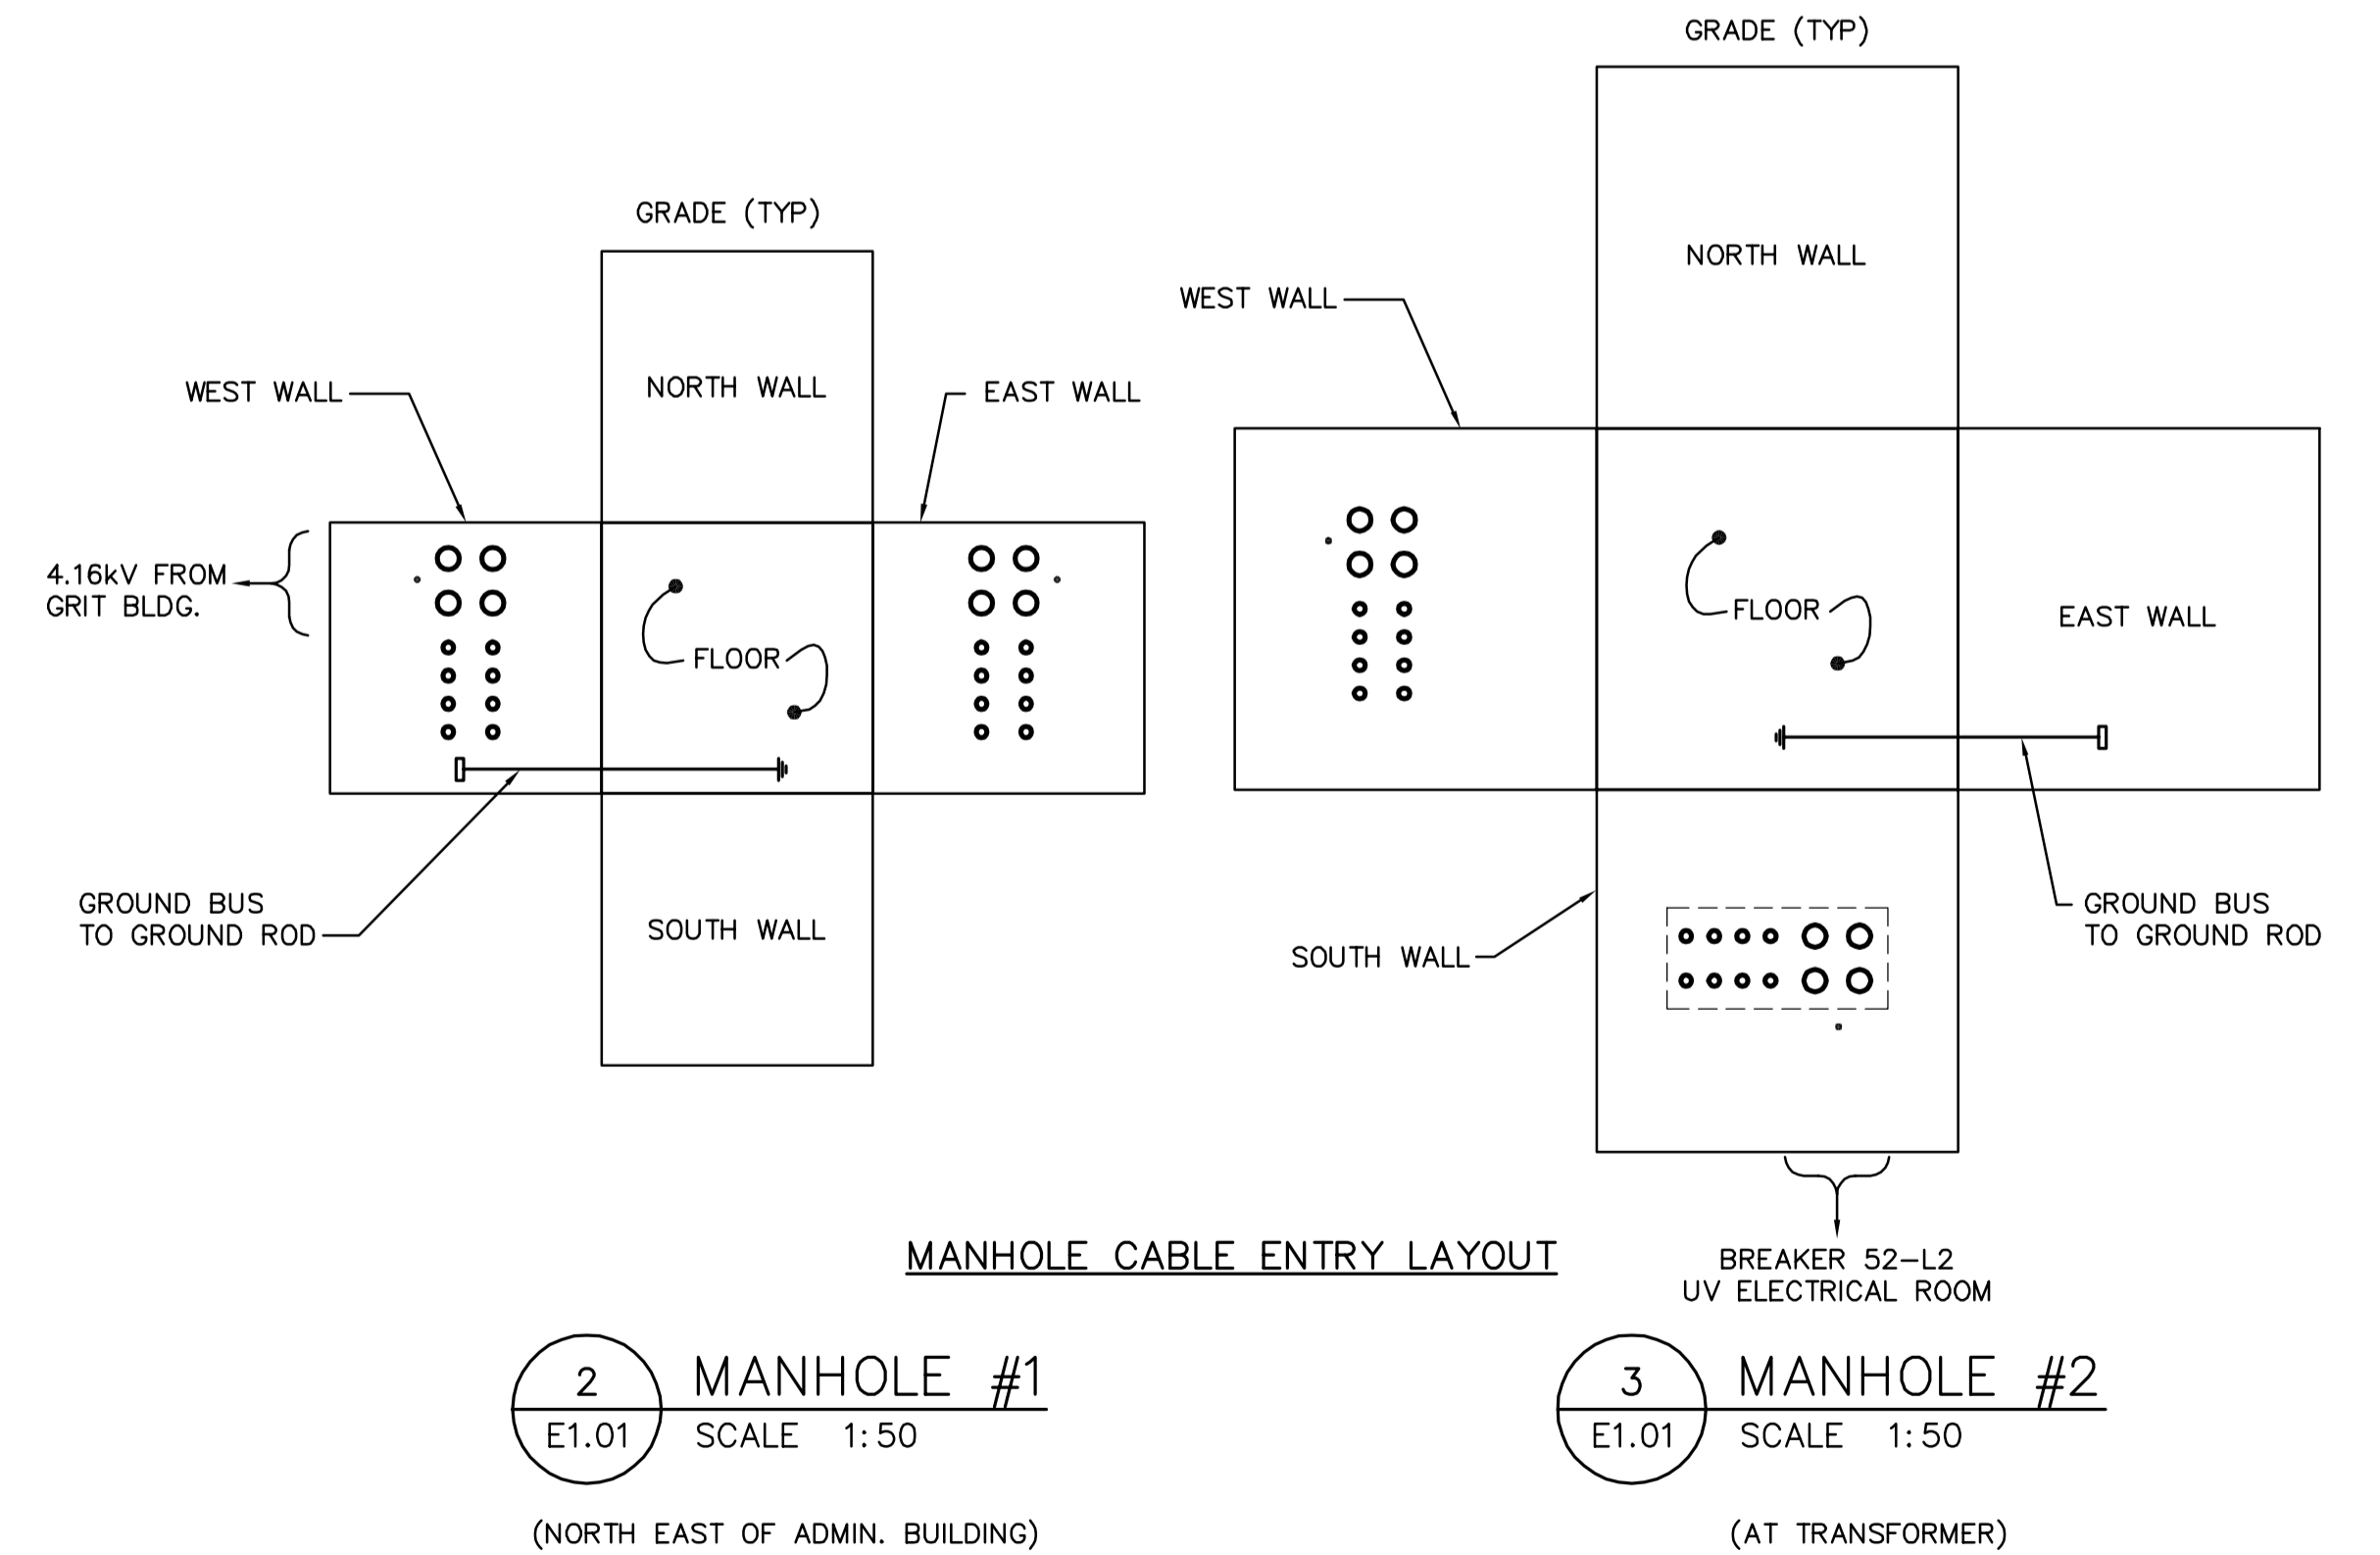 GRADE (TYP)
NORTH WALL
WEST WALL
EAST WALL
4.16kV FROM
GRIT BLDG.
FLOOR
GROUND BUS
TO GROUND ROD
SOUTH WALL
GRADE (TYP)
NORTH WALL
WEST WALL
FLOOR
EAST WALL
GROUND BUS
TO GROUND ROD
SOUTH WALL
BREAKER 52-L2
UV ELECTRICAL ROOM
MANHOLE CABLE ENTRY LAYOUT
2
E1.01
MANHOLE #1
SCALE 1:50
(NORTH EAST OF ADMIN. BUILDING)
3
E1.01
MANHOLE #2
SCALE 1:50
(AT TRANSFORMER)